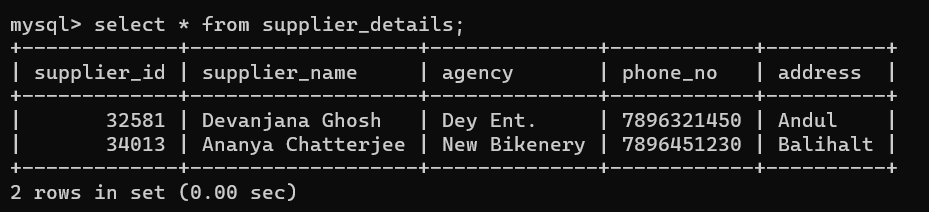 mysql> select * from supplier_details;
+-------------+-------------------+--------------+------------+----------+
| supplier_id | supplier_name     | agency       | phone_no   | address  |
+-------------+-------------------+--------------+------------+----------+
|       32581 | Devanjana Ghosh   | Dey Ent.     | 7896321450 | Andul    |
|       34013 | Ananya Chatterjee | New Bikenery | 7896451230 | Balihalt |
+-------------+-------------------+--------------+------------+----------+
2 rows in set (0.00 sec)